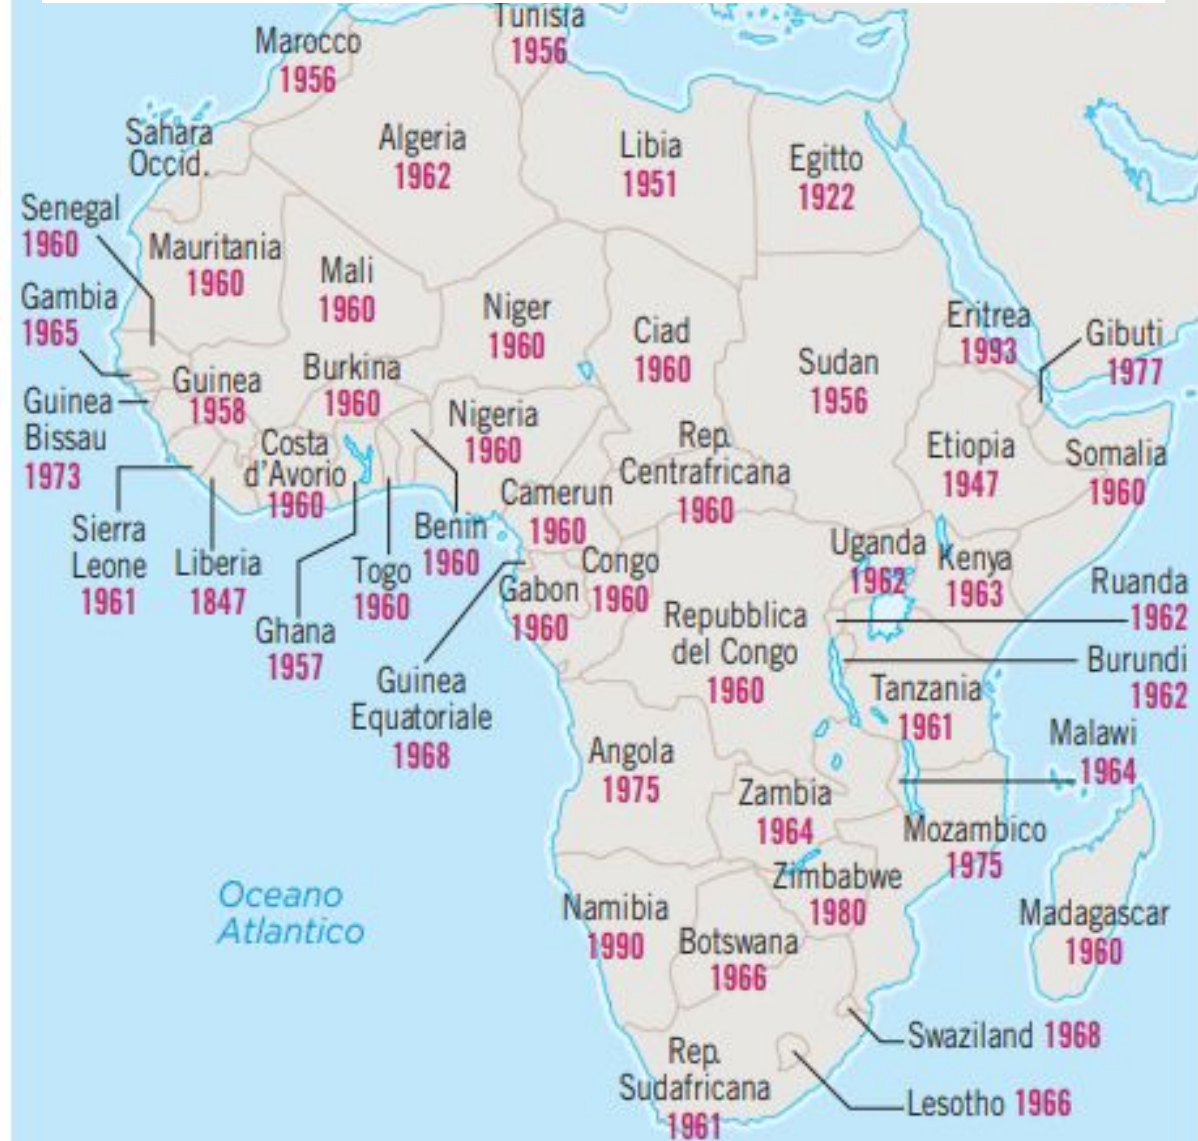 Tunisia
1956
Marocco
1956
Algeria
1962
Libia
1951
Egitto
1922
Sahara
Occid.
Senegal
1960
Mauritania
1960
Mali
1960
Niger
1960
Ciad
1960
Sudan
1956
Eritrea
1993
Gibuti
1977
Gambia
1965
Guinea
1958
Burkina
1960
Guinea
Bissau
1973
Costa
d'Avorio
1960
Nigeria
1960
Rep.
Centrafricana
1960
Etiopia
1947
Somalia
1960
Sierra
Leone
1961
Liberia
1847
Ghana
1957
Togo
1960
Benin
1960
Camerun
1960
Guinea
Equatoriale
1968
Gabon
1960
Congo
1960
Repubblica
del Congo
1960
Uganda
1962
Kenya
1963
Ruanda
1962
Burundi
1962
Tanzania
1961
Malawi
1964
Angola
1975
Zambia
1964
Mozambico
1975
Zimbabwe
1980
Namibia
1990
Botswana
1966
Madagascar
1960
Oceano
Atlantico
Swaziland 1968
Rep.
Sudafricana
1961
Lesotho 1966